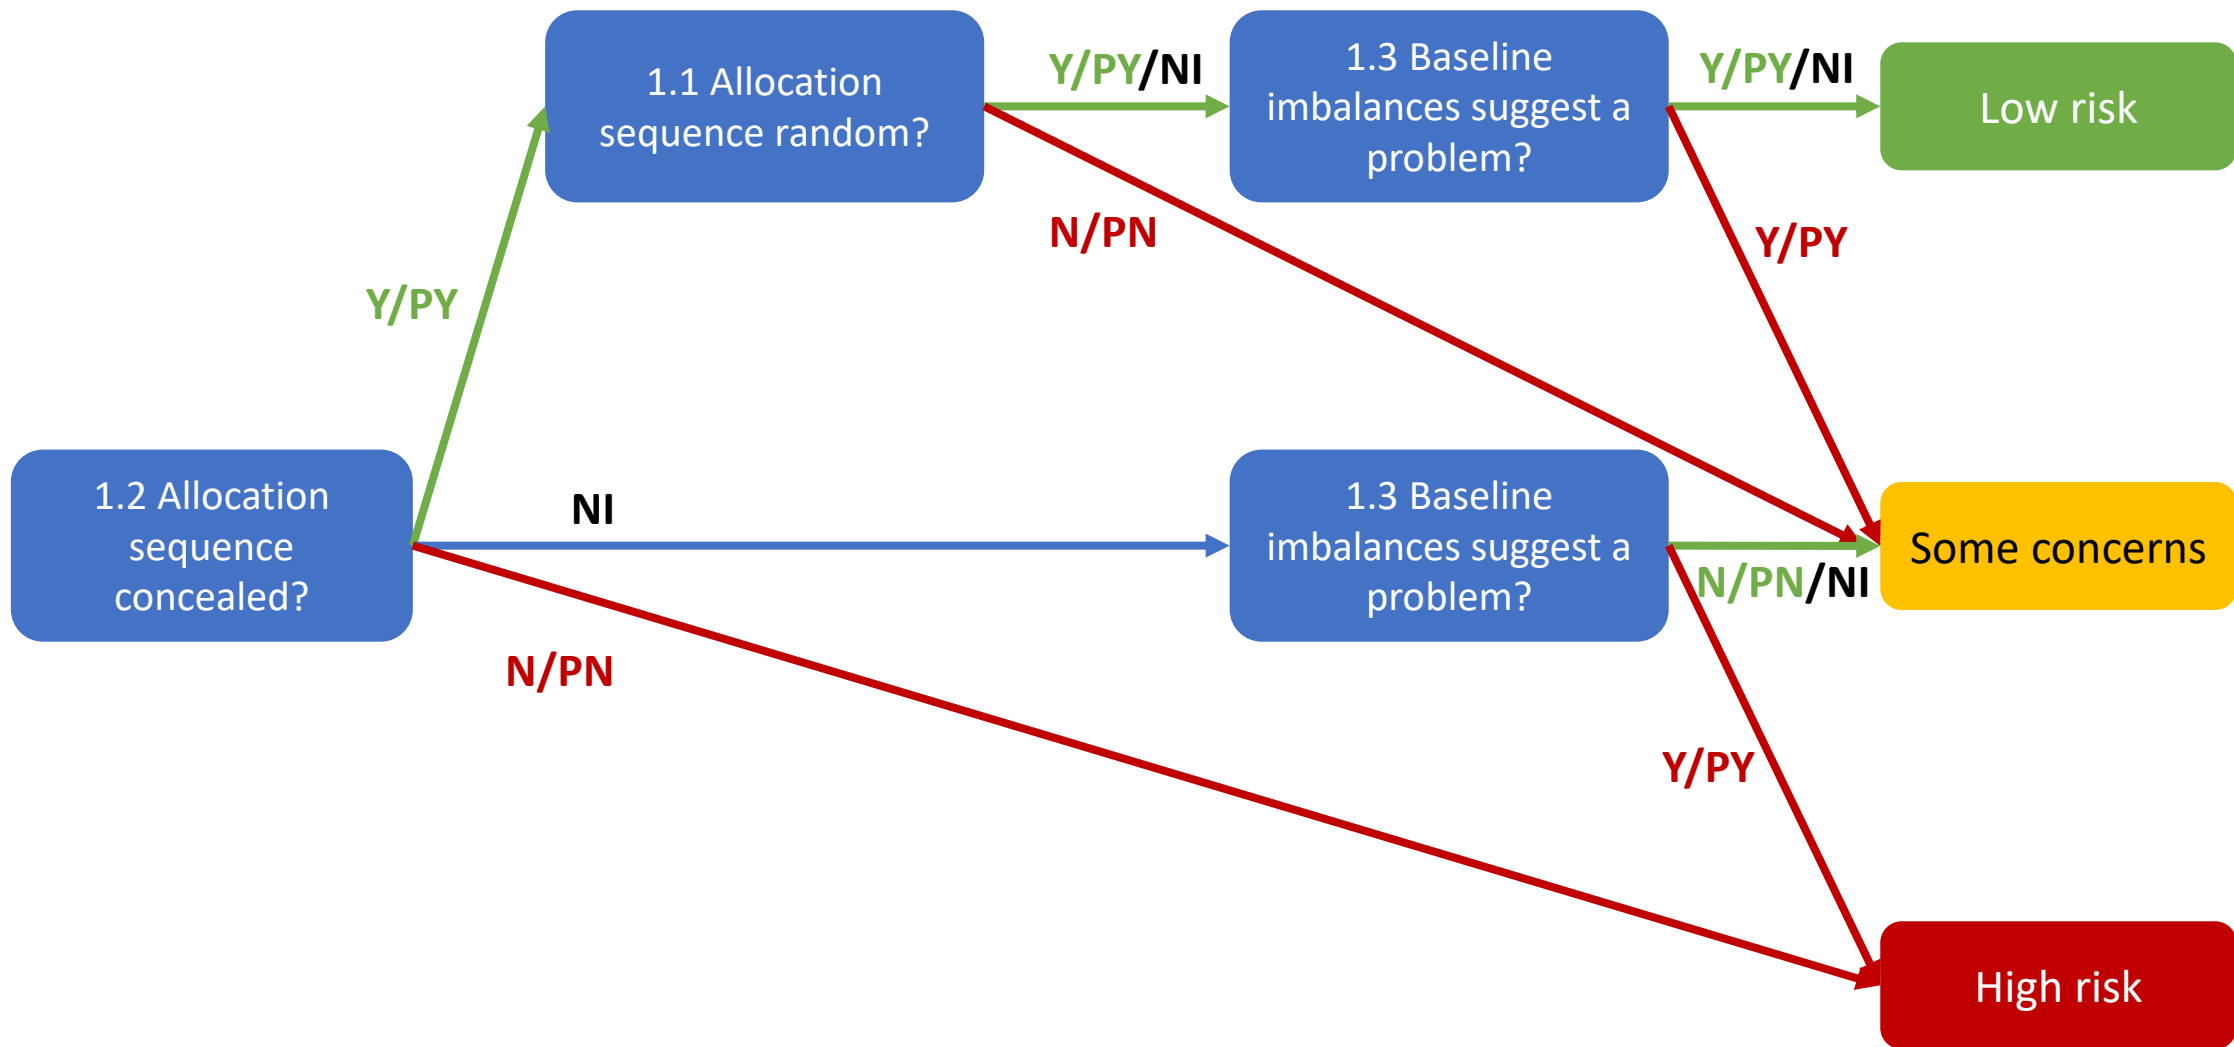 1.1 Allocation
sequence random?
Y/PY/NI
1.3 Baseline
imbalances suggest a
problem?
Y/PY/NI
Low risk
N/PN
Y/PY
Y/PY
1.2 Allocation
sequence
concealed?
NI
1.3 Baseline
imbalances suggest a
problem?
N/PN/NI
Some concerns
N/PN
Y/PY
High risk